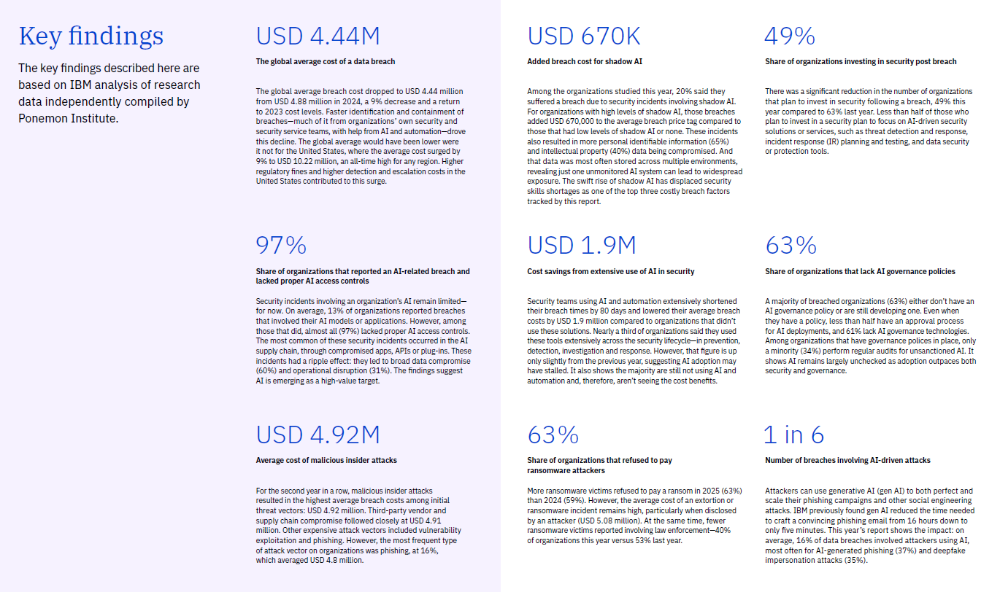 Key findings
The key findings described here are
based on IBM analysis of research
data independently compiled by
Ponemon Institute.
USD 4.44M
The global average cost of a data breach
The global average breach cost dropped to USD 4.44 million
from USD 4.88 million in 2024, a 9% decrease and a return
to 2023 cost levels. Faster identification and containment of
breaches—much of it from organizations’ own security and
security service teams, with help from AI and automation—drove
this decline. The global average would have been lower were
it not for the United States, where the average cost surged by
9% to USD 10.22 million, an all-time high for any region. Higher
regulatory fines and higher detection and escalation costs in the
United States contributed to this surge.
USD 670K
Added breach cost for shadow AI
Among the organizations studied this year, 20% said they
suffered a breach due to security incidents involving shadow AI.
For organizations with high levels of shadow AI, those breaches
added USD 670,000 to the average breach price tag compared to
those that had low levels of shadow AI or none. These incidents
also resulted in more personal identifiable information (65%)
and intellectual property (40%) data being compromised. And
that data was most often stored across multiple environments,
revealing just one unmonitored AI system can lead to widespread
exposure. The swift rise of shadow AI has displaced security
skills shortages as one of the top three costly breach factors
tracked by this report.
49%
Share of organizations investing in security post breach
There was a significant reduction in the number of organizations
that plan to invest in security following a breach, 49% this
year compared to 63% last year. Less than half of those who
plan to invest in a security plan to focus on AI-driven security
solutions or services, such as threat detection and response,
incident response (IR) planning and testing, and data security
or protection tools.
97%
Share of organizations that reported an AI-related breach and
lacked proper AI access controls
Security incidents involving an organization’s AI remain limited—
for now. On average, 13% of organizations reported breaches
that involved their AI models or applications. However, among
those that did, almost all (97%) lacked proper AI access controls.
The most common of these security incidents occurred in the AI
supply chain, through compromised apps, APIs or plug-ins. These
incidents had a ripple effect: they led to broad data compromise
(60%) and operational disruption (31%). The findings suggest
AI is emerging as a high-value target.
USD 1.9M
Cost savings from extensive use of AI in security
Security teams using AI and automation extensively shortened
their breach times by 80 days and lowered their average breach
costs by USD 1.9 million compared to organizations that didn’t
use these solutions. Nearly a third of organizations said they used
these tools extensively across the security lifecycle—in prevention,
detection, investigation and response. However, that figure is up
only slightly from the previous year, suggesting AI adoption may
have stalled. It also shows the majority are still not using AI and
automation and, therefore, aren’t seeing the cost benefits.
63%
Share of organizations that lack AI governance policies
A majority of breached organizations (63%) either don’t have an
AI governance policy or are still developing one. Even when
they have a policy, less than half have an approval process
for AI deployments, and 61% lack AI governance technologies.
Among organizations that have governance polices in place, only
a minority (34%) perform regular audits for unsanctioned AI. It
shows AI remains largely unchecked as adoption outpaces both
security and governance.
USD 4.92M
Average cost of malicious insider attacks
For the second year in a row, malicious insider attacks
resulted in the highest average breach costs among initial
threat vectors: USD 4.92 million. Third-party vendor and
supply chain compromise followed closely at USD 4.91
million. Other expensive attack vectors included vulnerability
exploitation and phishing. However, the most frequent type
of attack vector on organizations was phishing, at 16%,
which averaged USD 4.8 million.
63%
Share of organizations that refused to pay
ransomware attackers
More ransomware victims refused to pay a ransom in 2025 (63%)
than 2024 (59%). However, the average cost of an extortion or
ransomware incident remains high, particularly when disclosed
by an attacker (USD 5.08 million). At the same time, fewer
ransomware victims reported involving law enforcement—40%
of organizations this year versus 53% last year.
1 in 6
Number of breaches involving AI-driven attacks
Attackers can use generative AI (gen AI) to both perfect and
scale their phishing campaigns and other social engineering
attacks. IBM previously found gen AI reduced the time needed
to craft a convincing phishing email from 16 hours down to
only five minutes. This year’s report shows the impact: on
average, 16% of data breaches involved attackers using AI,
most often for AI-generated phishing (37%) and deepfake
impersonation attacks (35%).